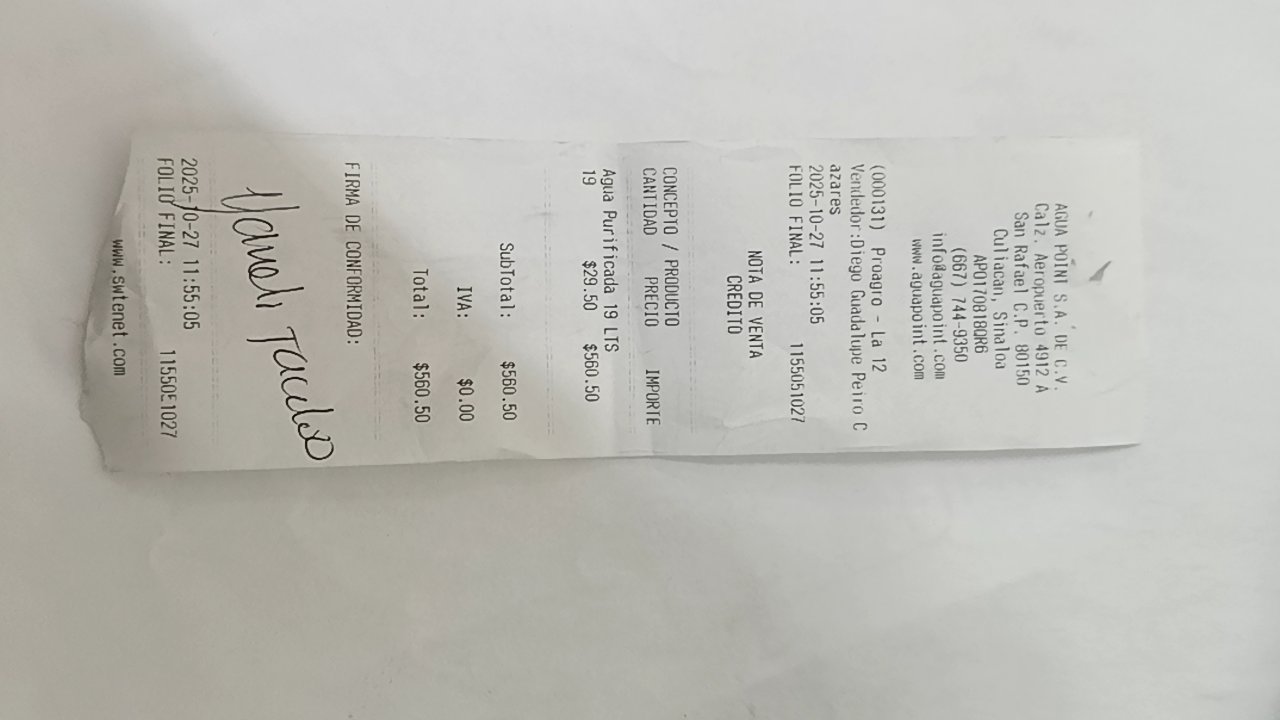 AGUA POINT S.A. DE C.V.
Calz. Aeropuerto 4912 A
San Rafael C.P. 80150
Culiacan, Sinaloa
APO170818QR6
(667) 744-9350
info@aguapoint.com
www.aguapoint.com
(000131) Proagro - La 12
Vendedor:Diego Guadalupe Peiro C
azares
2025-10-27 11:55:05
FOLIO FINAL: 1155051027
NOTA DE VENTA
CREDITO
CONCEPTO / PRODUCTO
CANTIDAD PRECIO IMPORTE
Agua Purificada 19 LTS
19 $29.50 $560.50
SubTotal: $560.50
IVA: $0.00
Total: $560.50
FIRMA DE CONFORMIDAD:
2025-10-27 11:55:05
FOLIO FINAL: 11550E1027
www.swtenet.com